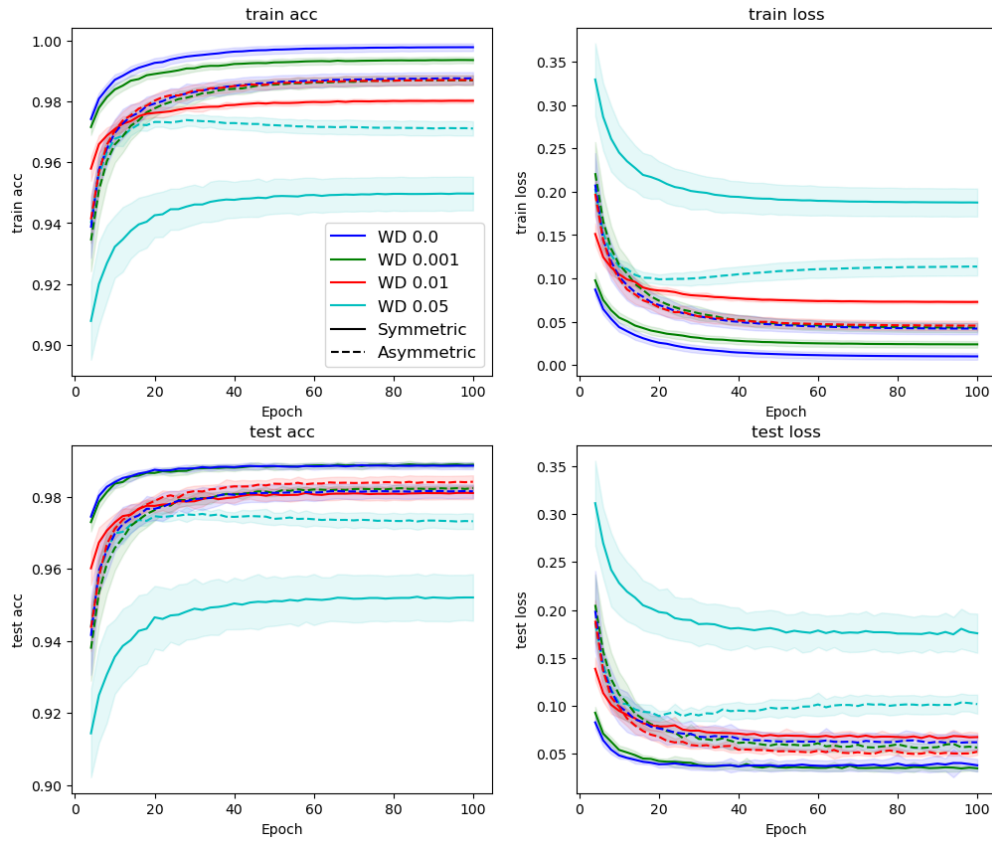 train acc
train acc
1.00
0.98
0.96
0.94
0.92
0.90
WD 0.0
WD 0.001
WD 0.01
WD 0.05
Symmetric
Asymmetric
0 20 40 60 80 100
Epoch
train loss
train loss
0.35
0.30
0.25
0.20
0.15
0.10
0.05
0.00
0 20 40 60 80 100
Epoch
test acc
test acc
0.98
0.96
0.94
0.92
0.90
0 20 40 60 80 100
Epoch
test loss
test loss
0.35
0.30
0.25
0.20
0.15
0.10
0.05
0 20 40 60 80 100
Epoch